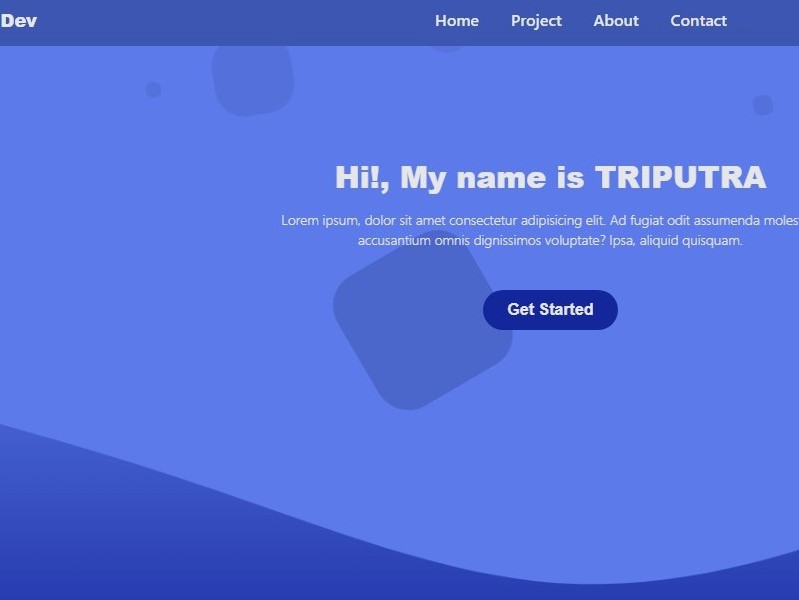 Dev
Home Project About Contact
Hi!, My name is TRIPUTRA
Lorem ipsum, dolor sit amet consectetur adipisicing elit. Ad fugiat odit assumenda
accusantium omnis dignissimos voluptate? Ipsa, aliquid quisquam.
Get Started